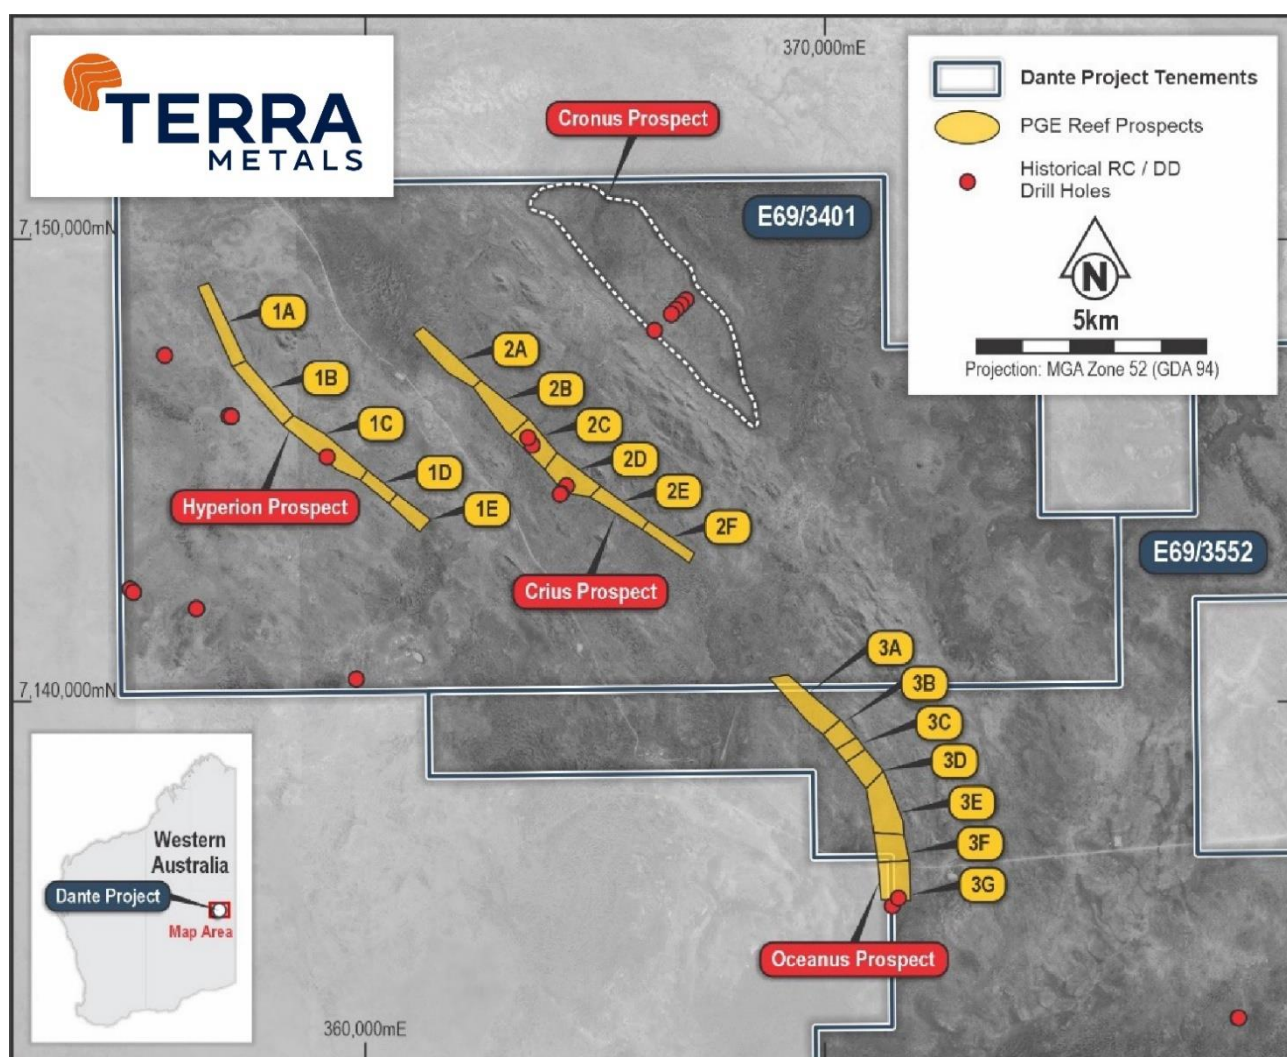 370,000mE
TERRA
METALS
Cronus Prospect
Dante Project Tenements
PGE Reef Prospects
Historical RC / DD
Drill Holes
N
5km
Projection: MGA Zone 52 (GDA 94)
E69/3401
7,150,000mN
1A
1B
1C
1D
1E
Hyperion Prospect
2A
2B
2C
2D
2E
2F
Crius Prospect
E69/3552
7,140,000mN
3A
3B
3C
3D
3E
3F
3G
Oceanus Prospect
Western
Australia
Dante Project
Map Area
360,000mE